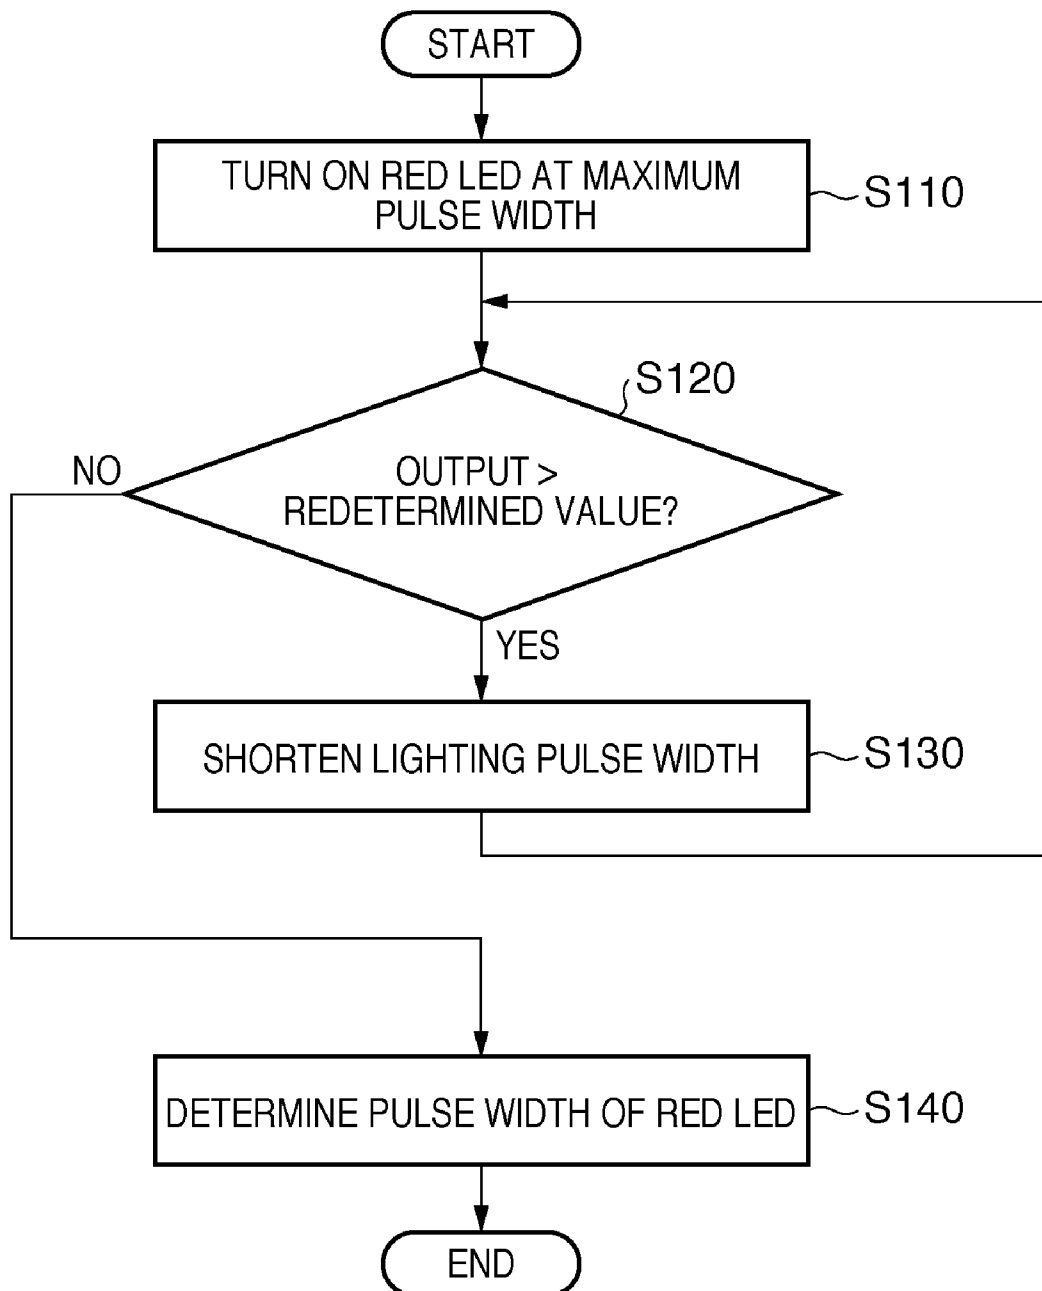 START
TURN ON RED LED AT MAXIMUM
PULSE WIDTH
S110
S120
NO
OUTPUT >
REDETERMINED VALUE?
YES
SHORTEN LIGHTING PULSE WIDTH
S130
DETERMINE PULSE WIDTH OF RED LED
S140
END